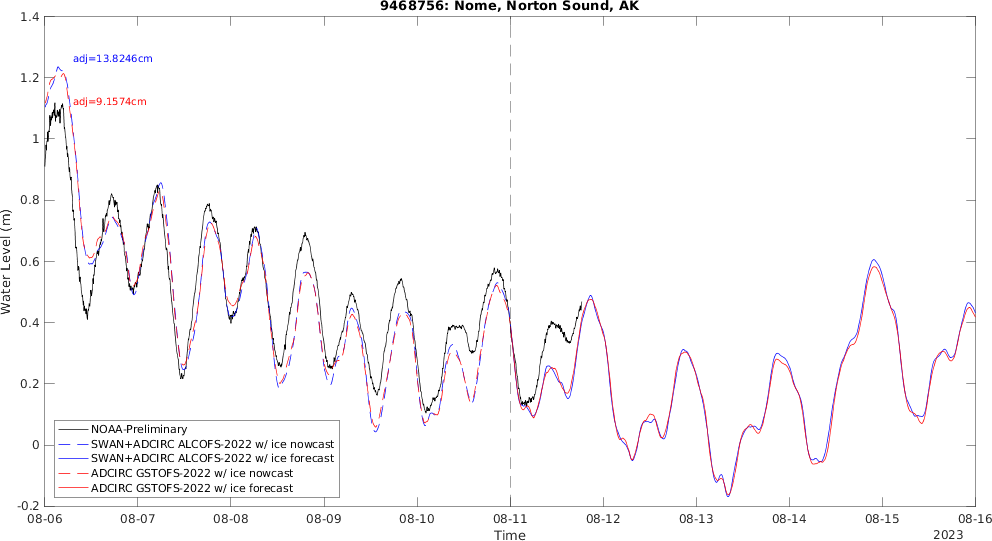 9468756: Nome, Norton Sound, AK
1.4
1.2
1
0.8
0.6
0.4
0.2
0
-0.2
Water Level (m)
adj=13.8246cm
adj=9.1574cm
NOAA-Preliminary
SWAN+ADCIRC ALCOFS-2022 w/ ice nowcast
SWAN+ADCIRC ALCOFS-2022 w/ ice forecast
ADCIRC GSTOFS-2022 w/ ice nowcast
ADCIRC GSTOFS-2022 w/ ice forecast
08-06 08-07 08-08 08-09 08-10 08-11 08-12 08-13 08-14 08-15 08-16
Time
2023